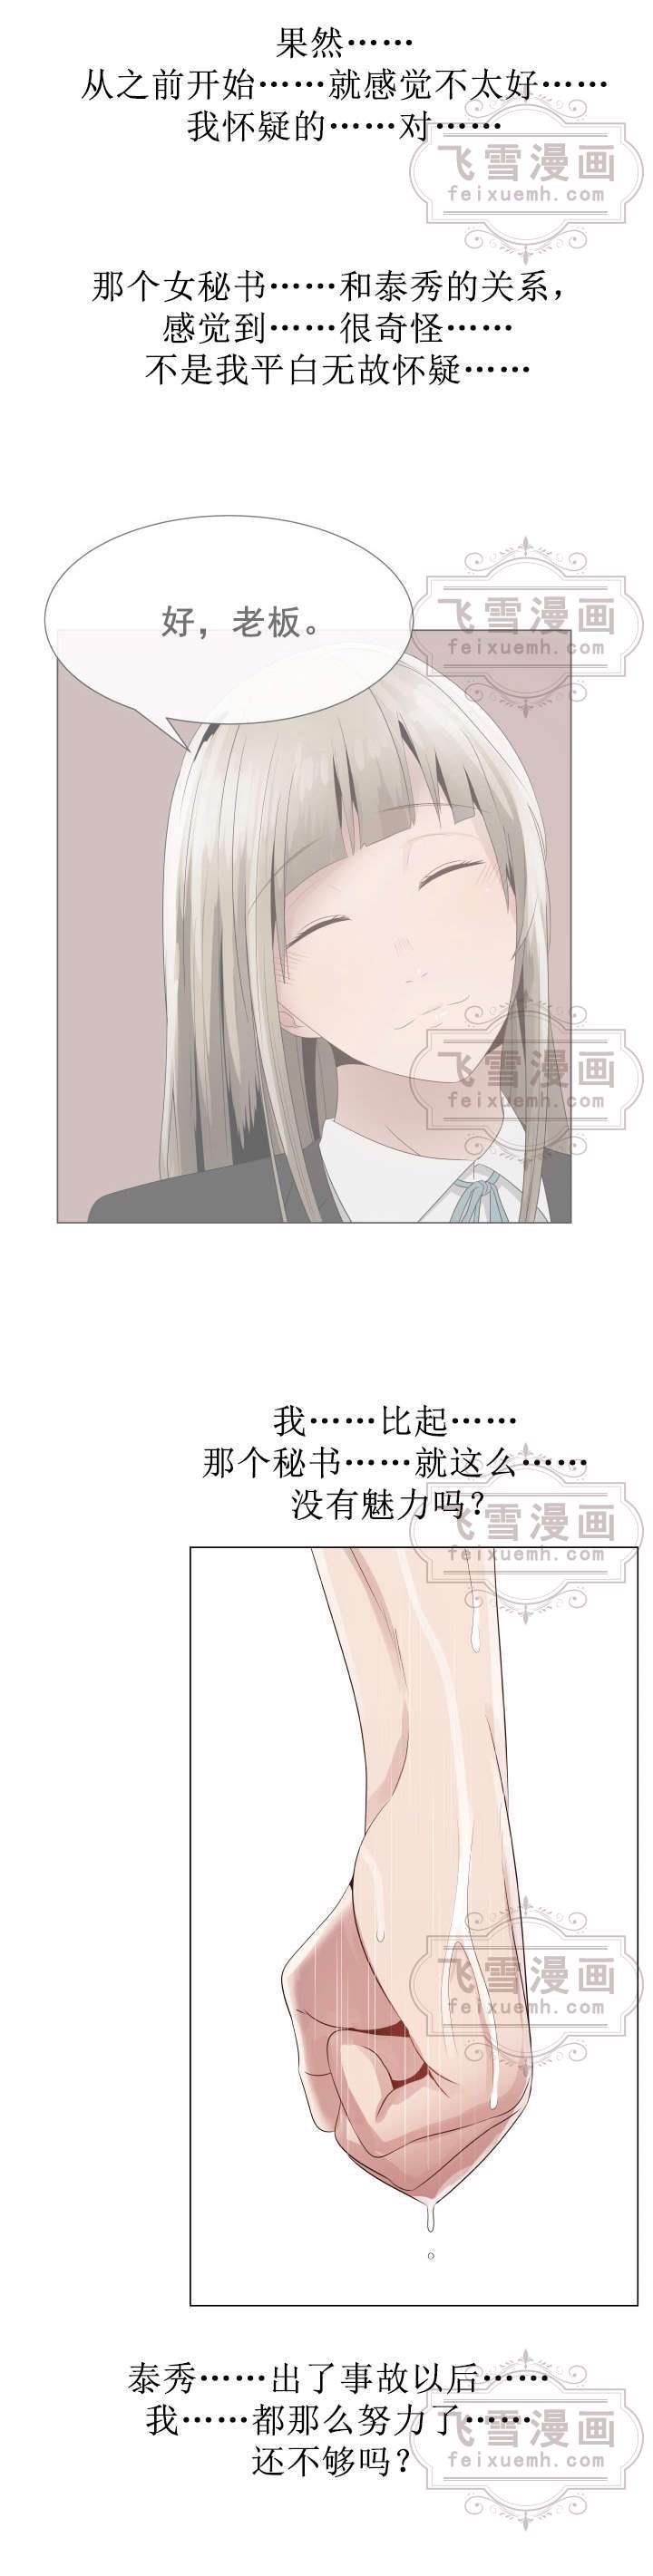 果然……
从之前开始……就感觉不太好……
我怀疑的……对……
飞雪漫画
feixuemh.com
那个女秘书……和泰秀的关系，
感觉到……很奇怪……
不是我平白无故怀疑……
好，老板。
飞雪漫画
feixuemh.com
飞雪漫画
feixuemh.com
我……比起……
那个秘书……就这么……
没有魅力吗？
飞雪漫画
feixuemh.com
飞雪漫画
feixuemh.com
泰秀……出了事故以后……
我……都那么努力了……
还不够吗？
飞雪漫画
feixuemh.com